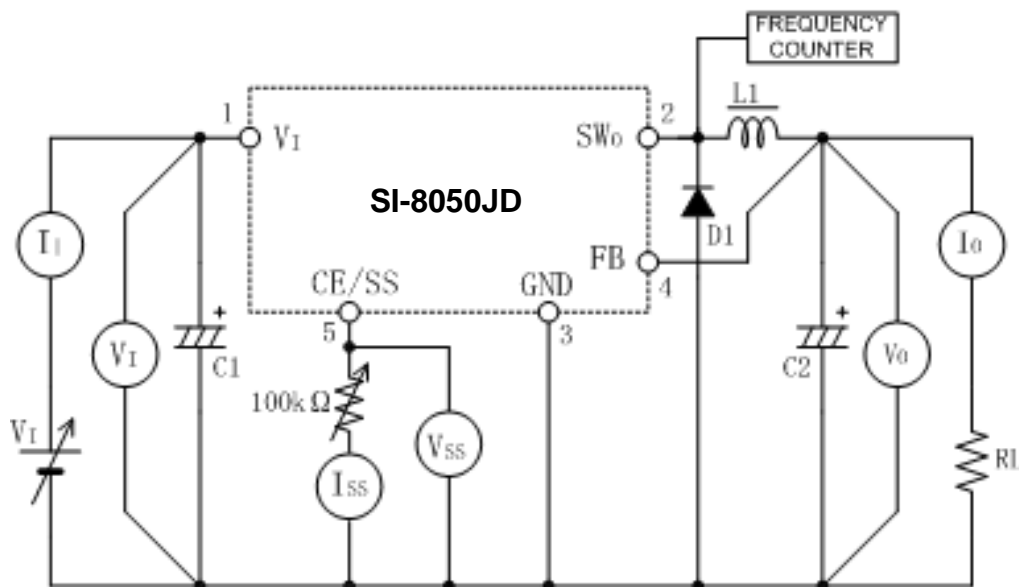 FREQUENCY
COUNTER
L1
1
2
VI
SWO
SI-8050JD
II
D1
IO
FB
CE/SS
GND
4
5
3
VI
C1
C2
VO
100kΩ
VSS
VI
ISS
RL